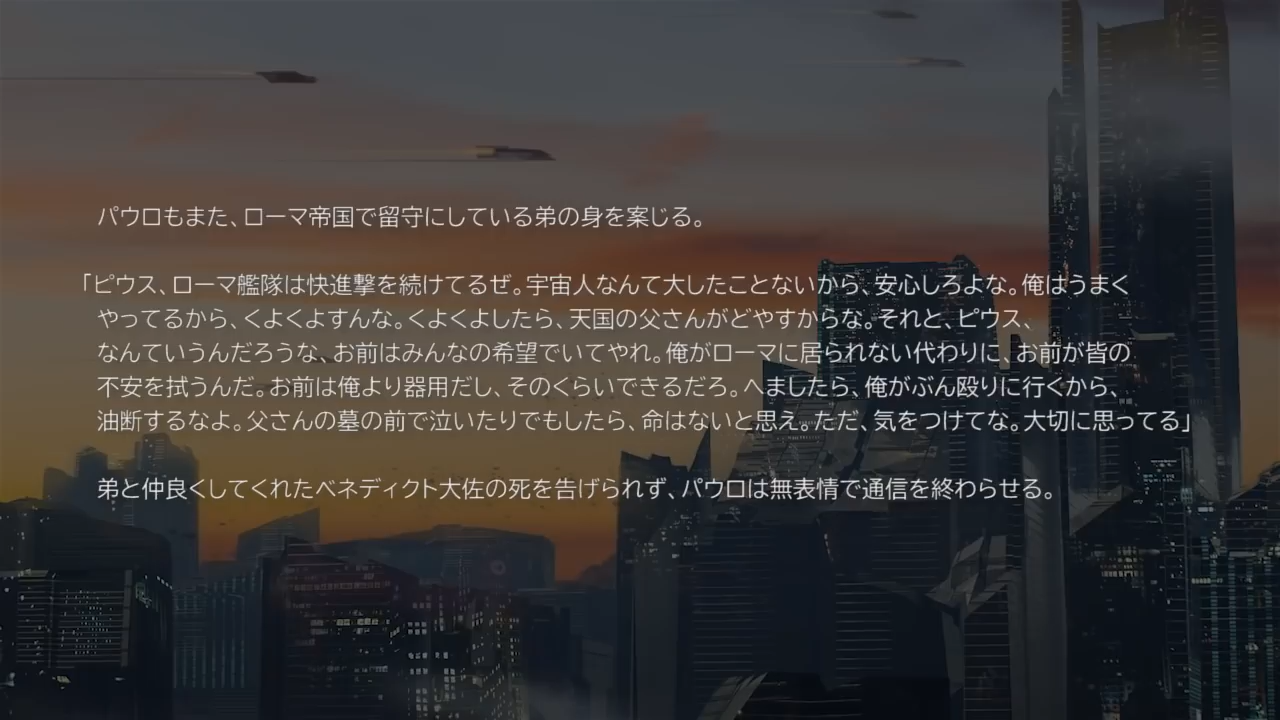 パウロもまた、ローマ帝国で留守にしている弟の身を案じる。
「ピウス、ローマ艦隊は快進撃を続けてるぜ。宇宙人なんて大したことないから、安心しろよな。俺はうまく
やってるから、くよくよすんな。くよくよしたら、天国の父さんがどやすからな。それと、ピウス、
なんていうんだろうな、お前はみんなの希望でいてやれ。俺がローマに居られない代わりに、お前が皆の
不安を拭うんだ。お前は俺より器用だし、そのくらいできるだろ。へましたら、俺がぶん殴りに行くから、
油断するなよ。父さんの墓の前で泣いたりでもしたら、命はないと思え。ただ、気をつけてな。大切に思ってる」
弟と仲良くしてくれたベネディクト大佐の死を告げられず、パウロは無表情で通信を終わらせる。